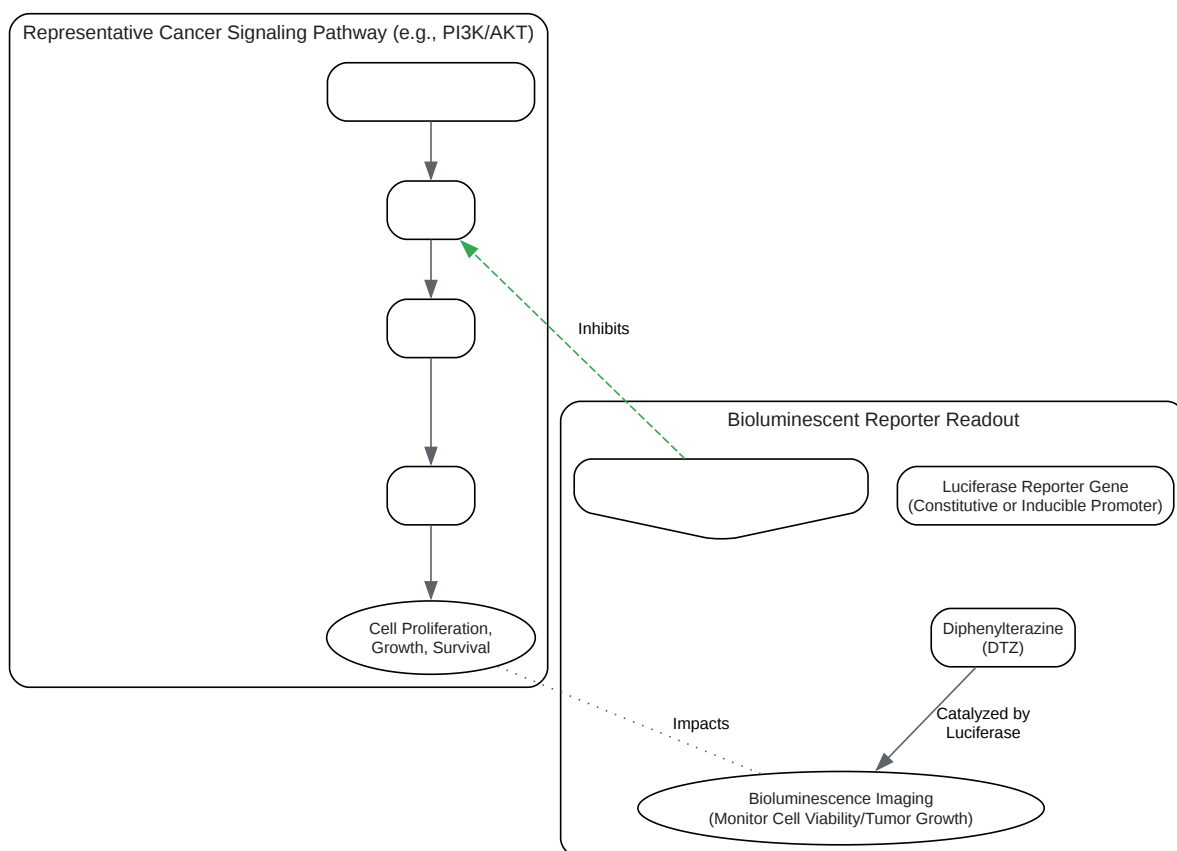 Representative Cancer Signaling Pathway (e.g., PI3K/AKT)
Inhibits
Bioluminescent Reporter Readout
Luciferase Reporter Gene
(Constitutive or Inducible Promoter)
Cell Proliferation,
Growth, Survival
Diphenylterazine
(DTZ)
Impacts
Catalyzed by
Luciferase
Bioluminescence Imaging
(Monitor Cell Viability/Tumor Growth)